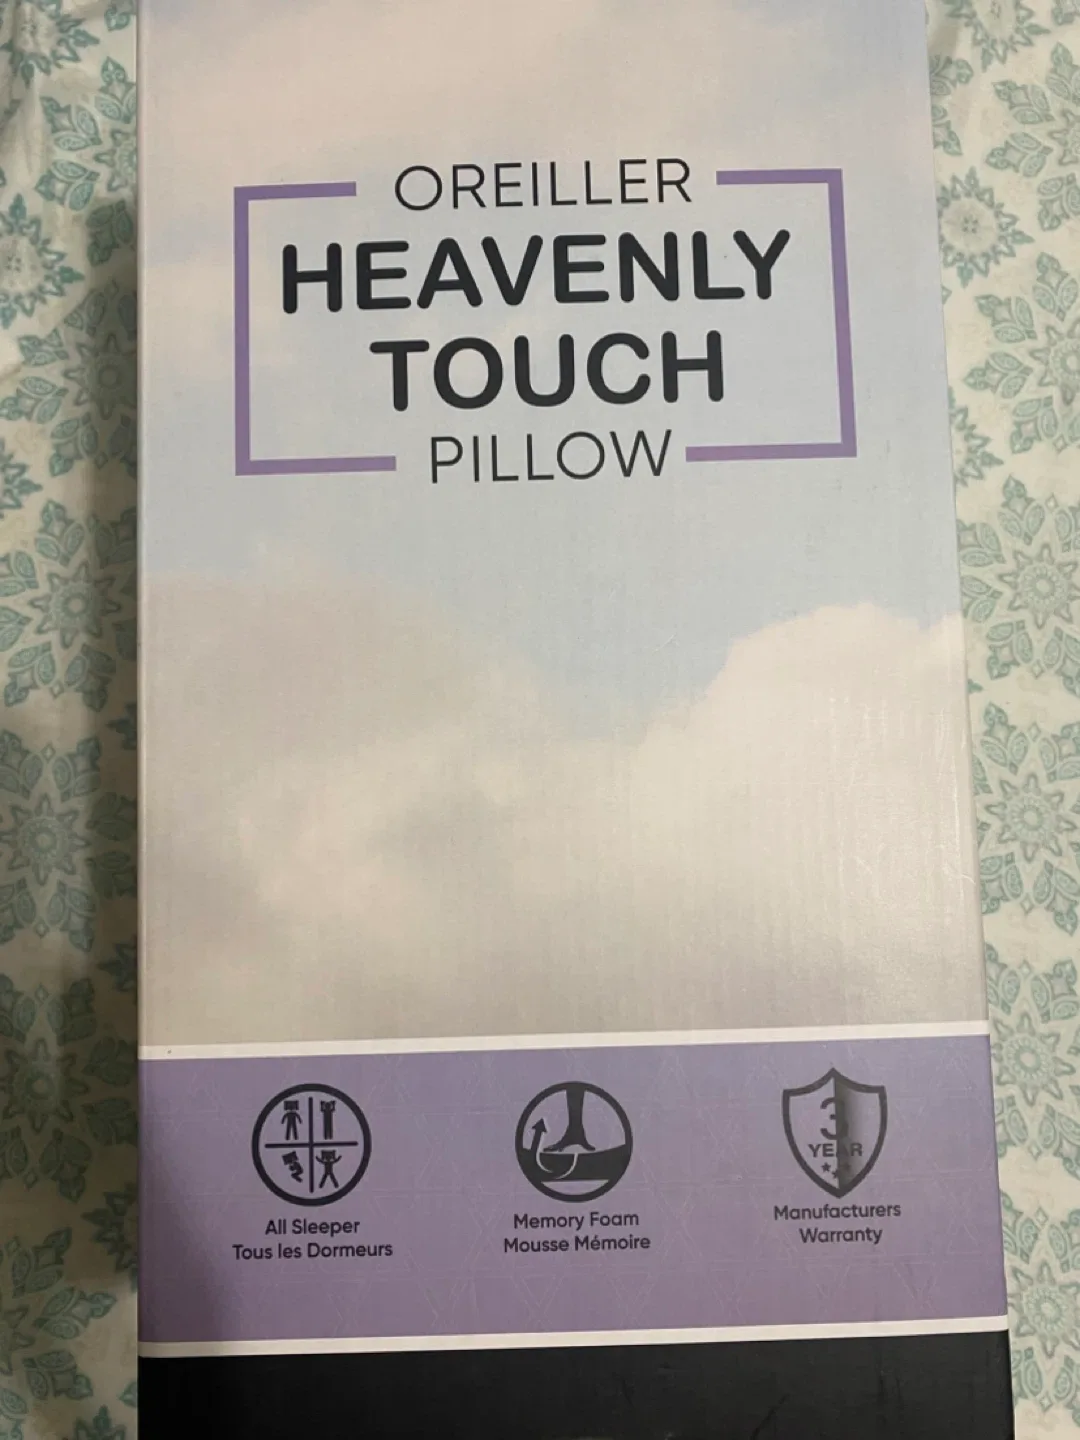 OREILLER
HEAVENLY
TOUCH
PILLOW
All Sleeper
Tous les Dormeurs
Memory Foam
Mousse Mémoire
3
YEAR
Manufacturers
Warranty